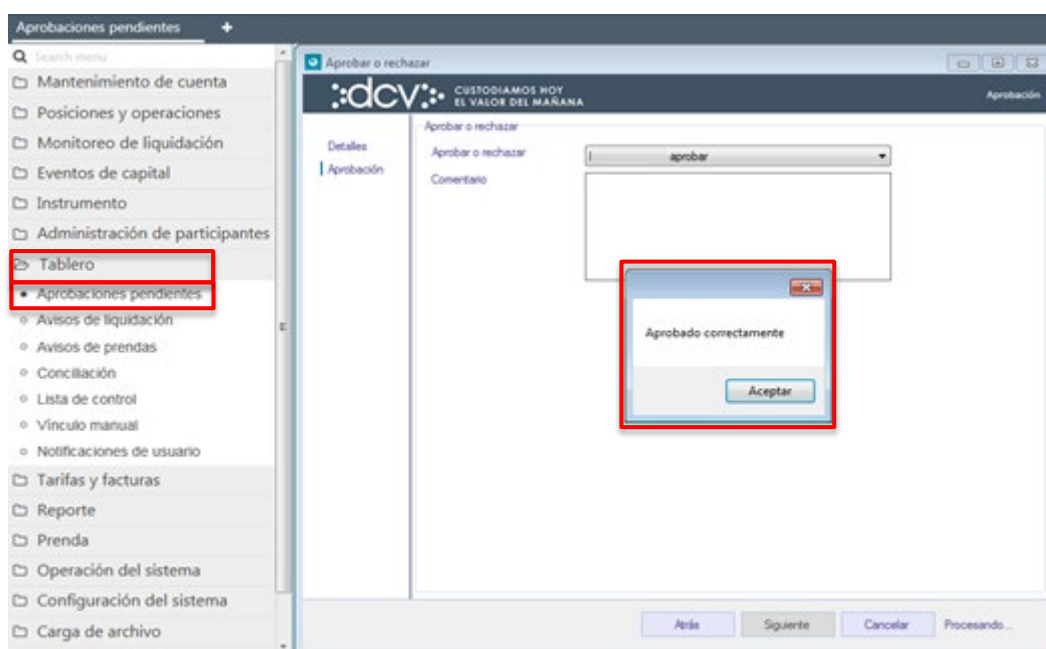 Aprobaciones pendientes +
Search menu
Mantenimiento de cuenta
Posiciones y operaciones
Monitoreo de liquidación
Eventos de capital
Instrumento
Administración de participantes
Tablero
Aprobaciones pendientes
Avisos de liquidación
Avisos de prendas
Conciliación
Lista de control
Vínculo manual
Notificaciones de usuario
Tarifas y facturas
Reporte
Prenda
Operación del sistema
Configuración del sistema
Carga de archivo
Aprobar o rechazar
:dcv: CUSTODIAMOS HOY
EL VALOR DEL MAÑANA
Aprobación
Detalles
Aprobación
Aprobar o rechazar
Aprobar o rechazar
aprobar
Comentario
Aprobado correctamente
Aceptar
Atrás Siguiente Cancelar Procesando...